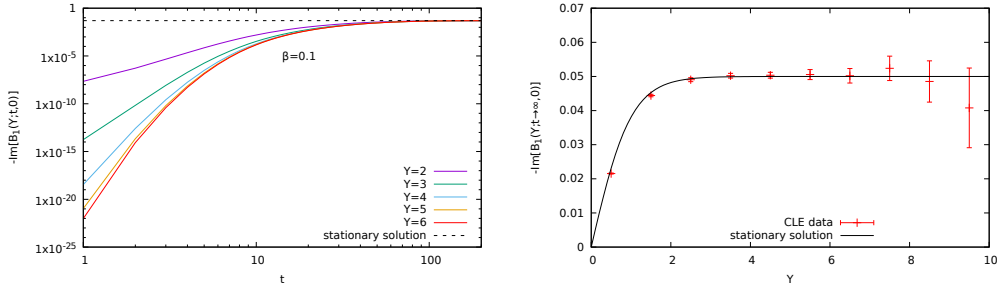 -Im[B₁(Y;t,0)]
1
1x10⁻⁵
1x10⁻¹⁰
1x10⁻¹⁵
1x10⁻²⁰
1x10⁻²⁵
β=0.1
Y=2
Y=3
Y=4
Y=5
Y=6
stationary solution
1 10 100
t
-Im[B₁(Y;t→∞,0)]
0.07
0.06
0.05
0.04
0.03
0.02
0.01
0
CLE data
stationary solution
0 2 4 6 8 10
Y